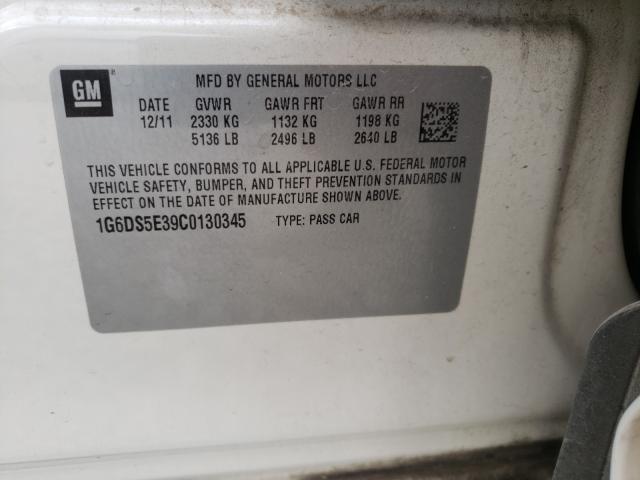 GM
®
MFD BY GENERAL MOTORS LLC
DATE GVWR GAWR FRT GAWR RR
12/11 2330 KG 1132 KG 1198 KG
5136 LB 2496 LB 2640 LB
THIS VEHICLE CONFORMS TO ALL APPLICABLE U.S. FEDERAL MOTOR
VEHICLE SAFETY, BUMPER, AND THEFT PREVENTION STANDARDS IN
EFFECT ON THE DATE OF MANUFACTURE SHOWN ABOVE.
1G6DS5E39C0130345 TYPE: PASS CAR